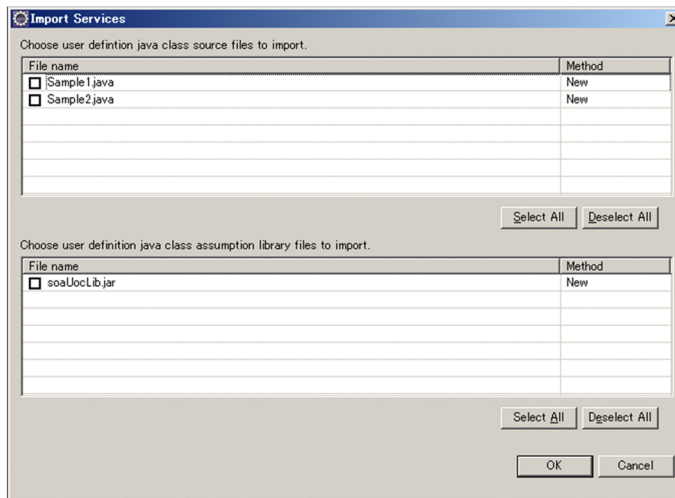 Import Services
Choose user defintion java class source files to import.
File name Method
Sample1.java New
Sample2.java New
Select All Deselect All
Choose user definition java class assumption library files to import.
File name Method
soaUocLib.jar New
Select All Deselect All
OK Cancel